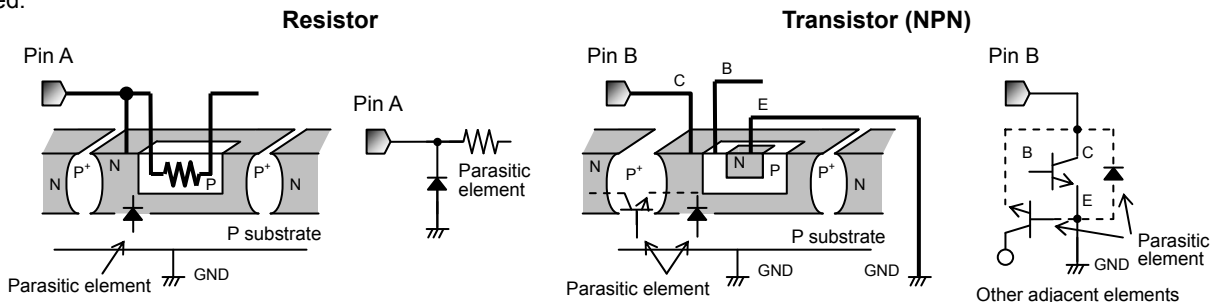 ed.
Resistor
Transistor (NPN)
Pin A
Pin A
N
P+
N
P
P+
N
Parasitic
element
P substrate
GND
Parasitic element
Pin B
C
B
E
N
P+
N
P
P+
N
P substrate
GND
GND
Parasitic element
Pin B
B
C
E
GND
Parasitic
element
Other adjacent elements